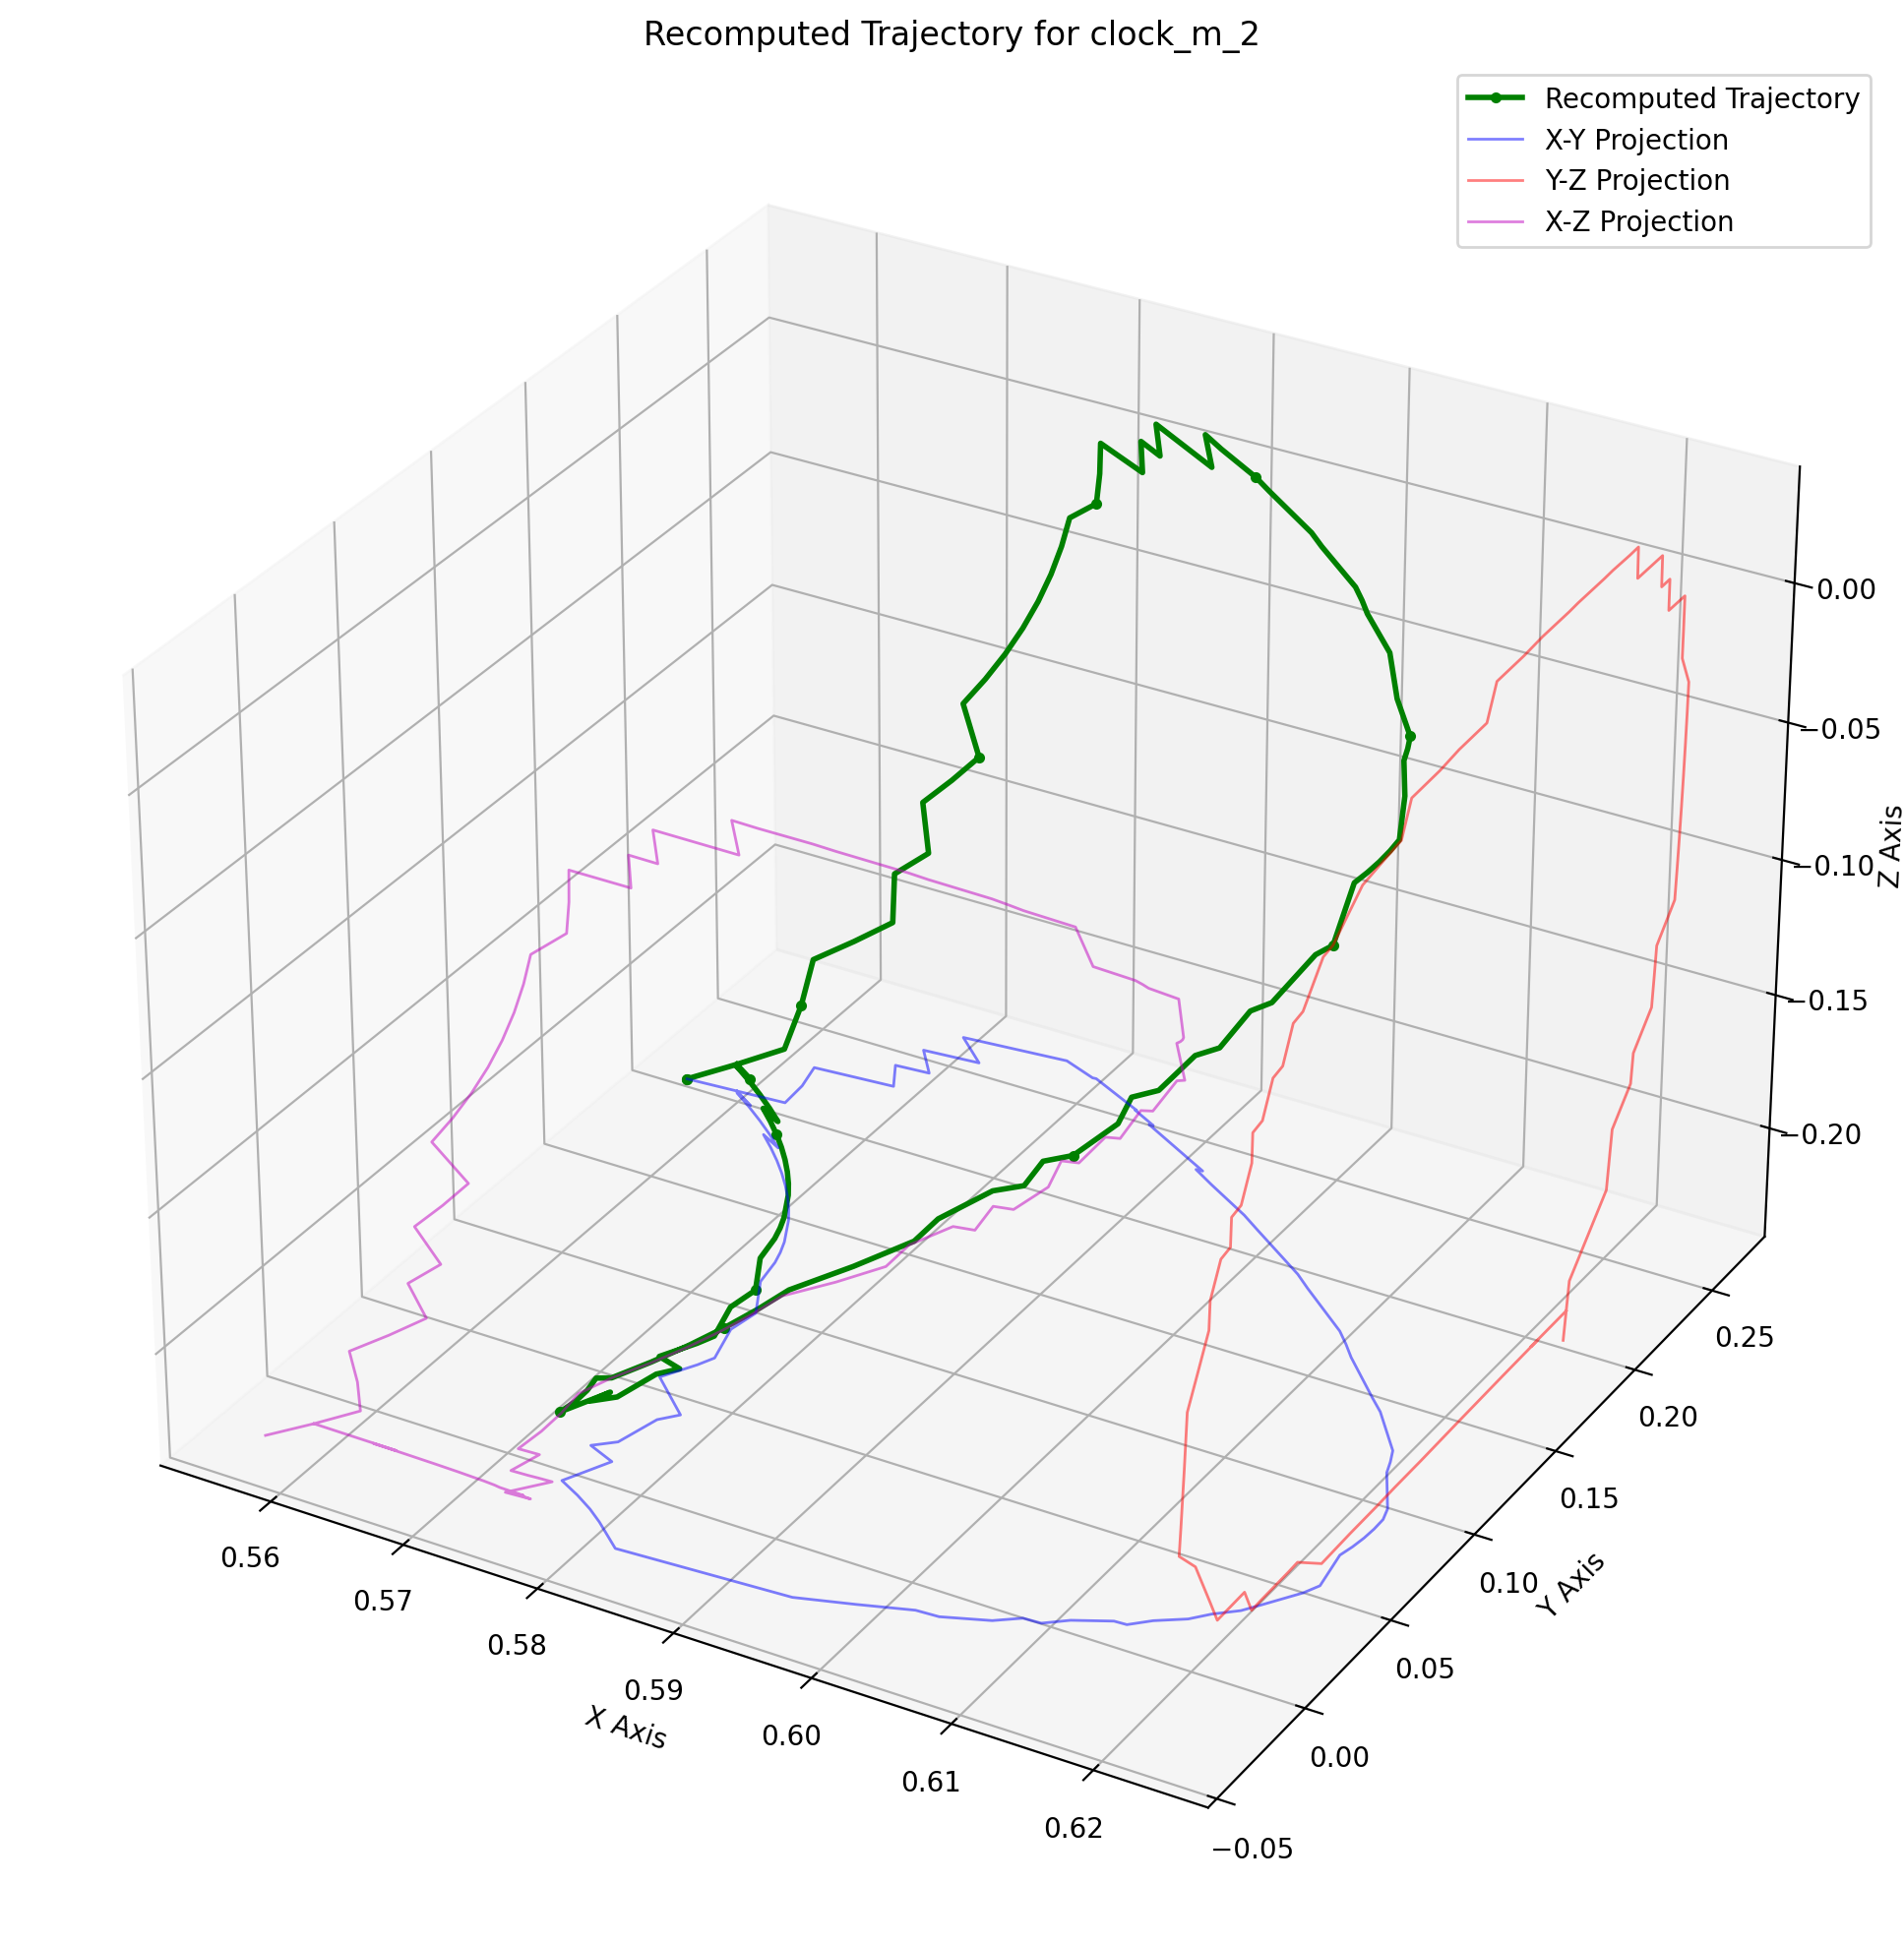 Recomputed Trajectory for clock_m_2
Recomputed Trajectory
X-Y Projection
Y-Z Projection
X-Z Projection
0.00
−0.05
−0.10
−0.15
−0.20
Z Axis
0.25
0.20
0.15
0.10
0.05
0.00
−0.05
Y Axis
0.56
0.57
0.58
0.59
0.60
0.61
0.62
X Axis